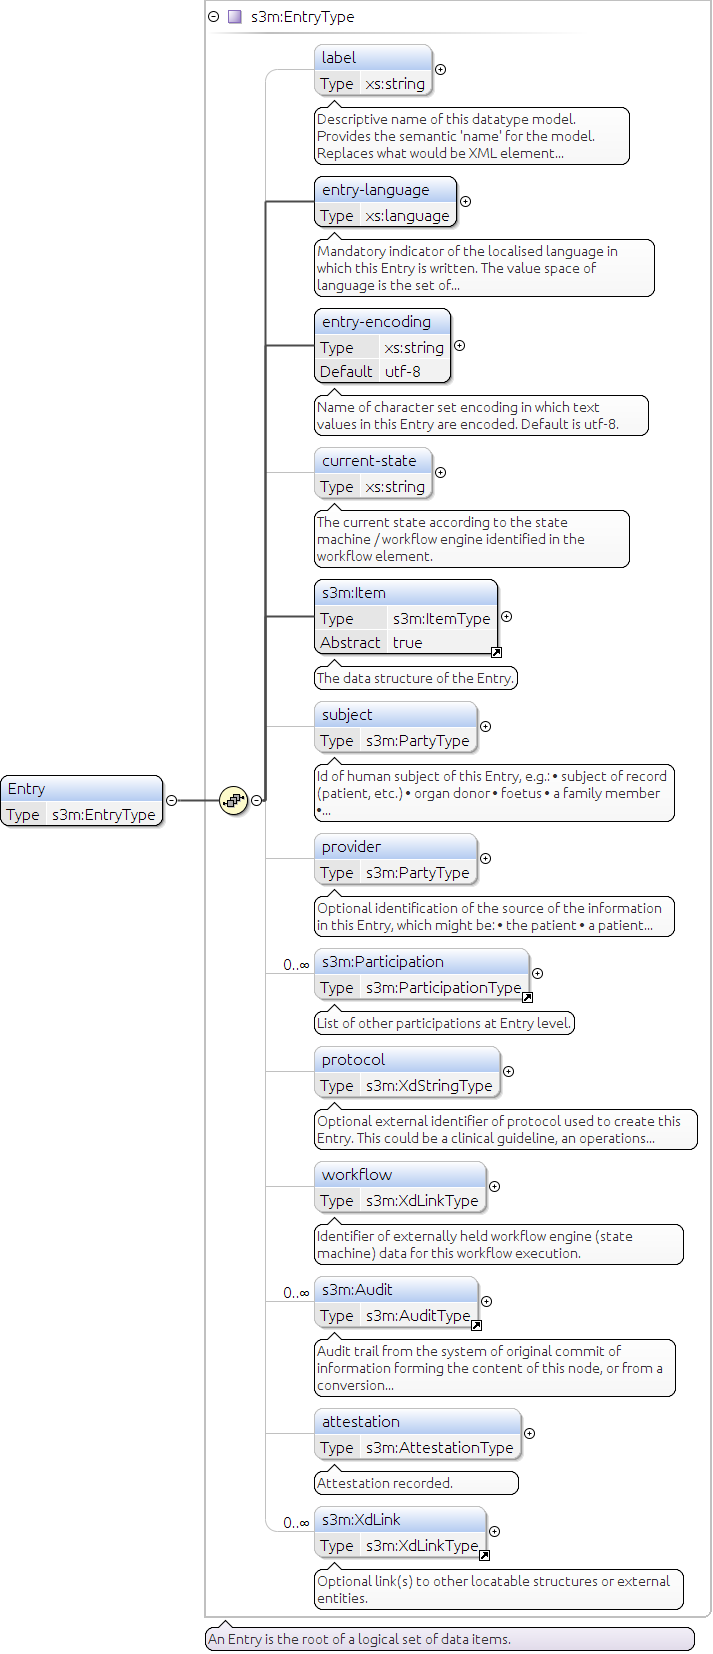 s3m:EntryType
label
Type xs:string
Descriptive name of this datatype model.
Provides the semantic 'name' for the model.
Replaces what would be XML element...
entry-language
Type xs:language
Mandatory indicator of the localised language in
which this Entry is written. The value space of
language is the set of...
entry-encoding
Type xs:string
Default utf-8
Name of character set encoding in which text
values in this Entry are encoded. Default is utf-8.
current-state
Type xs:string
The current state according to the state
machine / workflow engine identified in the
workflow element.
s3m:Item
Type s3m:ItemType
Abstract true
The data structure of the Entry.
subject
Type s3m:PartyType
Id of human subject of this Entry, e.g.: • subject of record
(patient, etc.) • organ donor • foetus • a family member
•...
Entry
Type s3m:EntryType
provider
Type s3m:PartyType
Optional identification of the source of the information
in this Entry, which might be: • the patient • a patient...
0..∞
s3m:Participation
Type s3m:ParticipationType
List of other participations at Entry level.
protocol
Type s3m:XdStringType
Optional external identifier of protocol used to create this
Entry. This could be a clinical guideline, an operations...
workflow
Type s3m:XdLinkType
Identifier of externally held workflow engine (state
machine) data for this workflow execution.
0..∞
s3m:Audit
Type s3m:AuditType
Audit trail from the system of original commit of
information forming the content of this node, or from a
conversion...
attestation
Type s3m:AttestationType
Attestation recorded.
0..∞
s3m:XdLink
Type s3m:XdLinkType
Optional link(s) to other locatable structures or external
entities.
An Entry is the root of a logical set of data items.